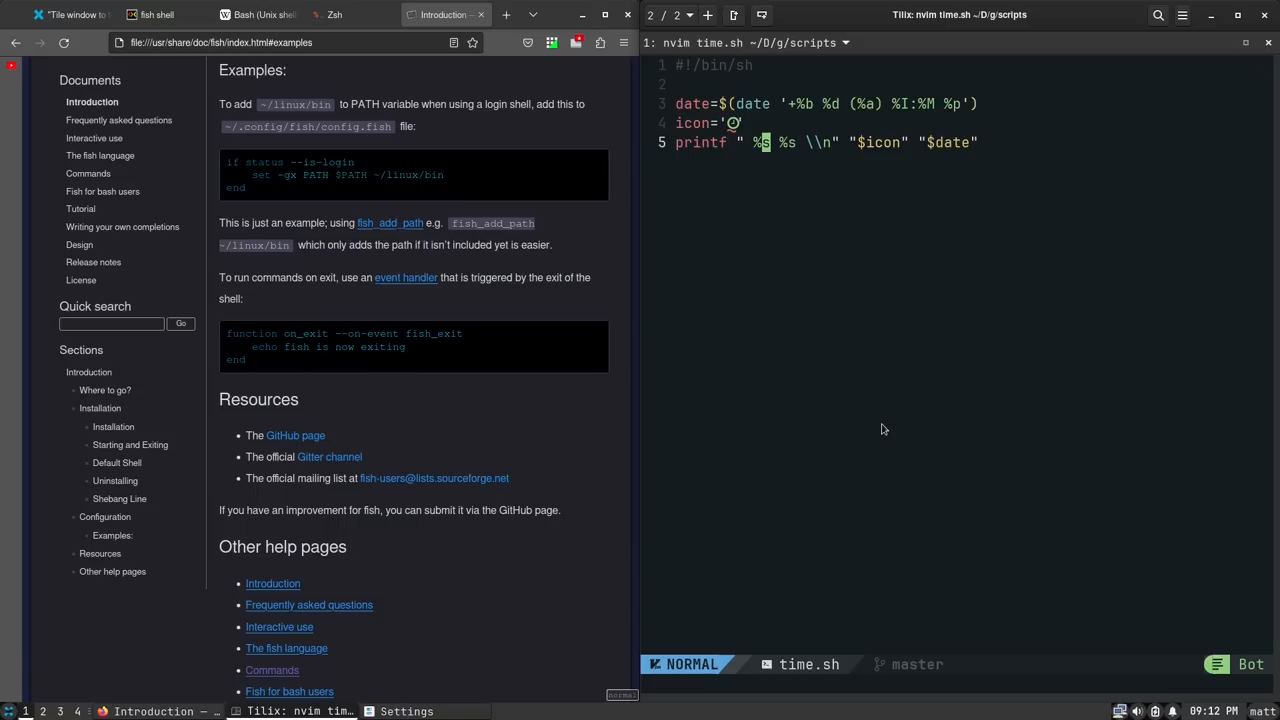 "Tile window to
fish shell
Bash (Unix shell
Zsh
Introduction —
file:///usr/share/doc/fish/index.html#examples
Documents
Introduction
Frequently asked questions
Interactive use
The fish language
Commands
Fish for bash users
Tutorial
Writing your own completions
Design
Release notes
License
Quick search
Go
Sections
Introduction
Where to go?
Installation
Installation
Starting and Exiting
Default Shell
Uninstalling
Shebang Line
Configuration
Examples:
Resources
Other help pages
Examples:
To add ~/linux/bin to PATH variable when using a login shell, add this to
~/.config/fish/config.fish file:
if status --is-login
set -gx PATH $PATH ~/linux/bin
end
This is just an example; using fish_add_path e.g. fish_add_path
~/linux/bin which only adds the path if it isn't included yet is easier.
To run commands on exit, use an event handler that is triggered by the exit of the
shell:
function on_exit --on-event fish_exit
echo fish is now exiting
end
Resources
The GitHub page
The official Gitter channel
The official mailing list at fish-users@lists.sourceforge.net
If you have an improvement for fish, you can submit it via the GitHub page.
Other help pages
Introduction
Frequently asked questions
Interactive use
The fish language
Commands
Fish for bash users
normal
2 / 2
Tilix: nvim time.sh ~/D/g/scripts
1: nvim time.sh ~/D/g/scripts
1 #!/bin/sh
2
3 date=$(date '+%b %d (%a) %I:%M %p')
4 icon=''
5 printf " %s %s \\n" "$icon" "$date"
NORMAL time.sh master Bot
1 2 3 4 Introduction – ... Tilix: nvim tim... Settings 09:12 PM matt